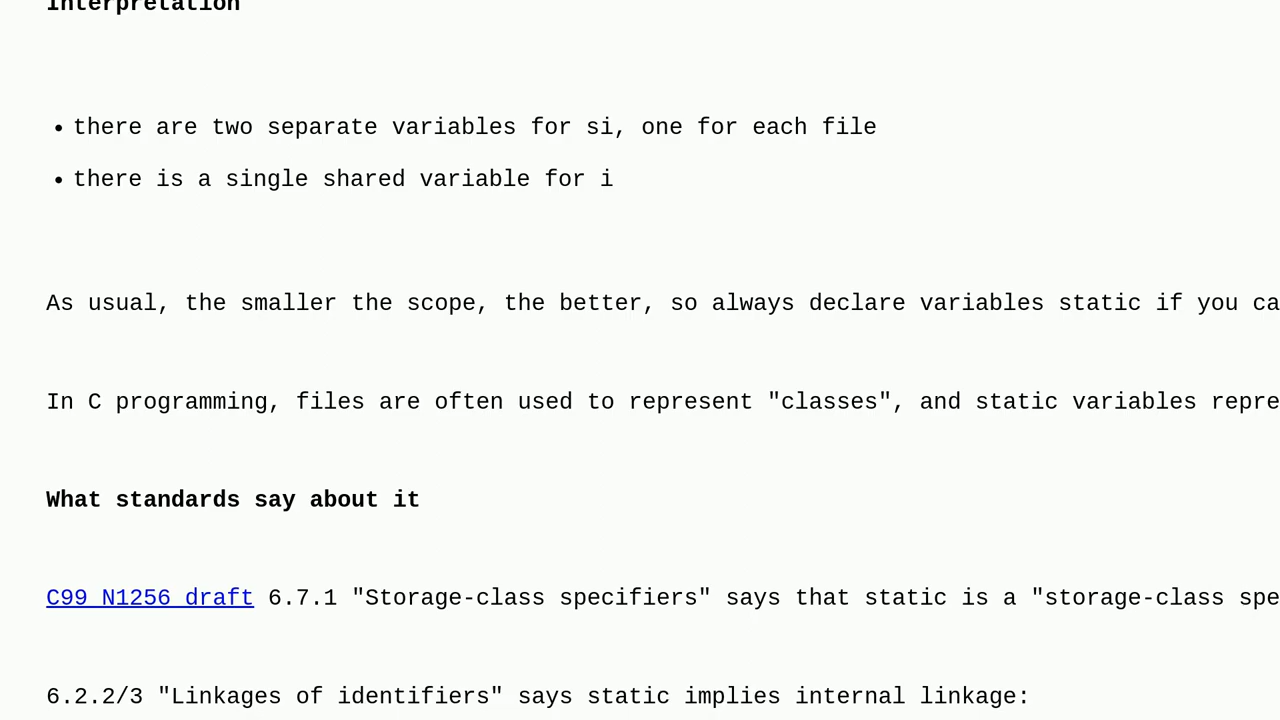 Interpretation
• there are two separate variables for si, one for each file
• there is a single shared variable for i
As usual, the smaller the scope, the better, so always declare variables static if you ca
In C programming, files are often used to represent "classes", and static variables repre
What standards say about it
C99 N1256 draft 6.7.1 "Storage-class specifiers" says that static is a "storage-class spe
6.2.2/3 "Linkages of identifiers" says static implies internal linkage: